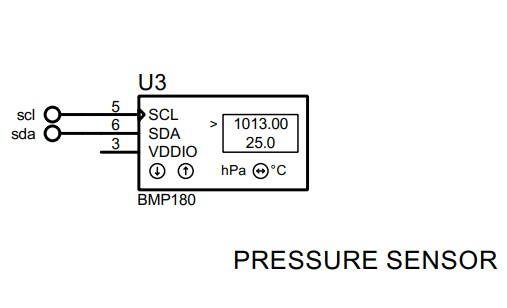 U3
scl 5 SCL > 1013.00
sda 6 SDA 25.0
3 VDDIO
hPa °C
BMP180
PRESSURE SENSOR